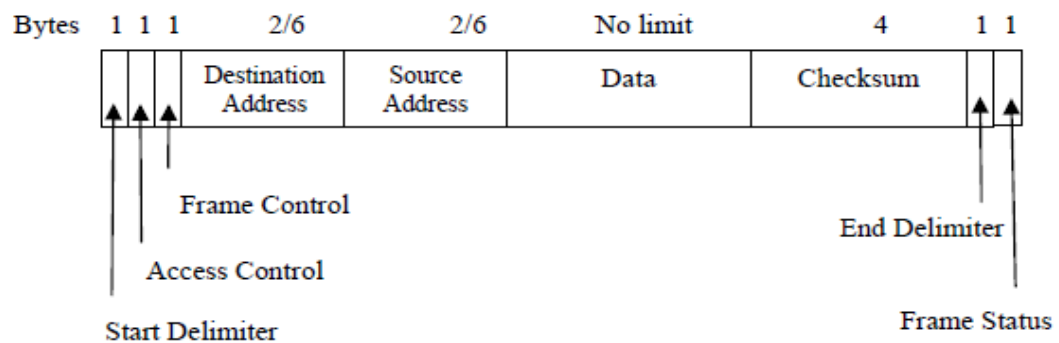 Bytes 1 1 1 2/6 2/6 No limit 4 1 1
Destination Address
Source Address
Data
Checksum
Frame Control
End Delimiter
Access Control
Frame Status
Start Delimiter